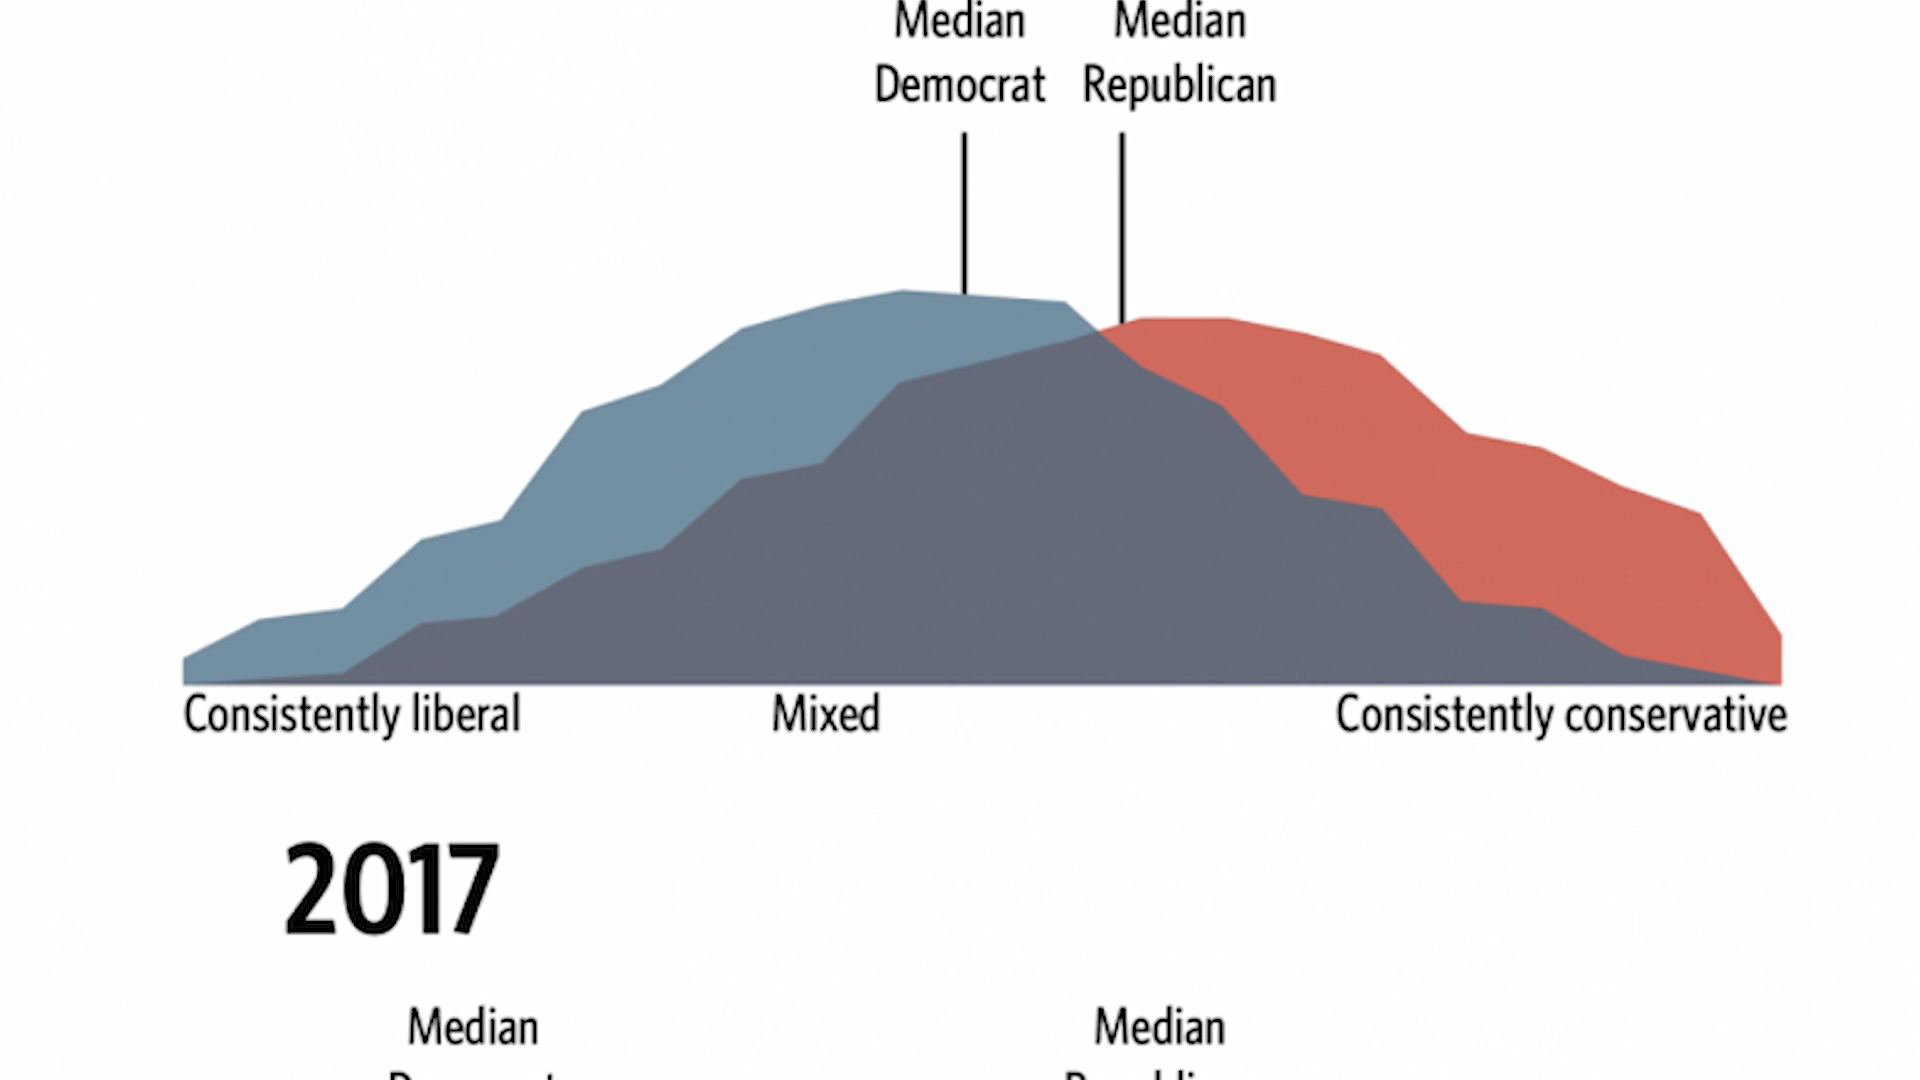 Median Median
Democrat Republican
Consistently liberal Mixed Consistently conservative
2017
Median Median